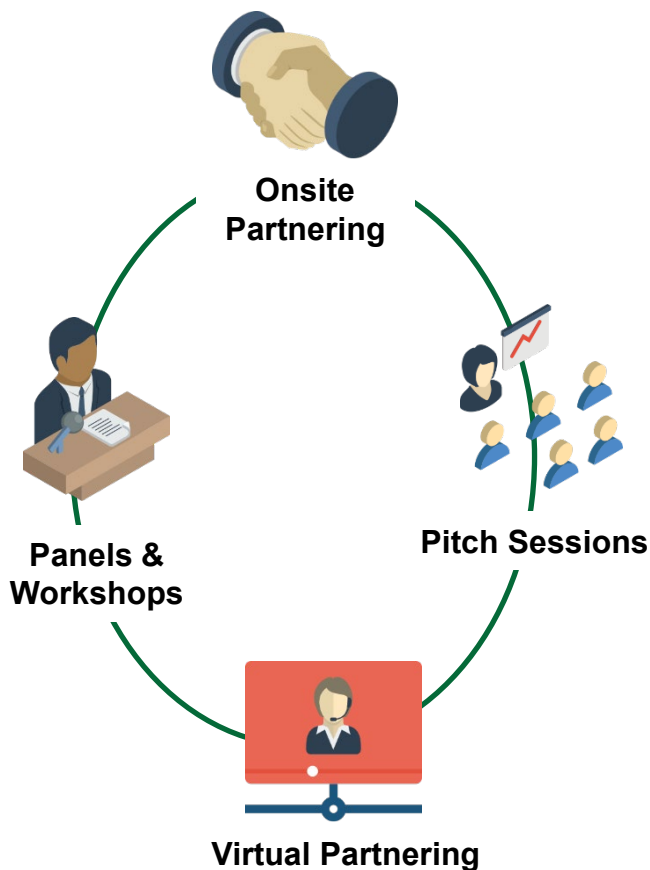 Onsite
Partnering
Pitch Sessions
Panels &
Workshops
Virtual Partnering